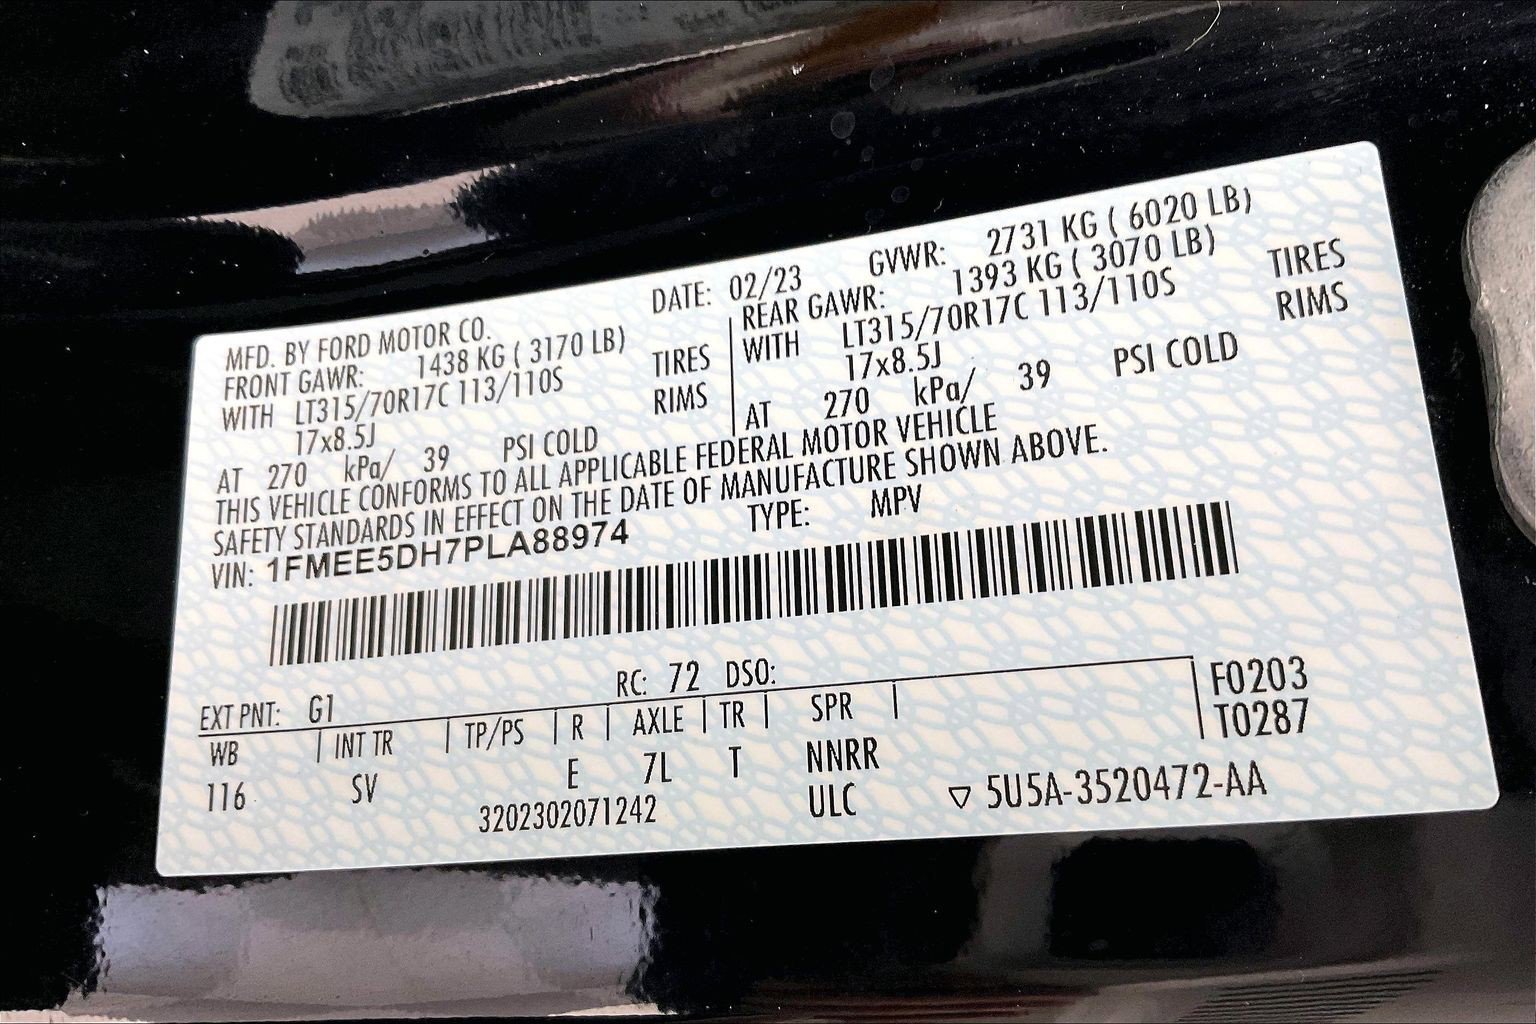 DATE: 02/23 GVWR: 2731 KG ( 6020 LB)
MFD. BY FORD MOTOR CO.
FRONT GAWR: 1438 KG ( 3170 LB)
WITH LT315/70R17C 113/110S TIRES
17x8.5J RIMS
AT 270 kPa/ 39 PSI COLD
REAR GAWR: 1393 KG ( 3070 LB)
WITH LT315/70R17C 113/110S TIRES
17x8.5J RIMS
AT 270 kPa/ 39 PSI COLD
THIS VEHICLE CONFORMS TO ALL APPLICABLE FEDERAL MOTOR VEHICLE
SAFETY STANDARDS IN EFFECT ON THE DATE OF MANUFACTURE SHOWN ABOVE.
VIN: 1FMEE5DH7PLA88974 TYPE: MPV
EXT PNT: G1 RC: 72 DSO:
WB | INT TR | TP/PS | R | AXLE | TR | SPR | F0203
T0287
116 SV E 7L T NNRR
3202302071242 ULC ▽ 5U5A-3520472-AA